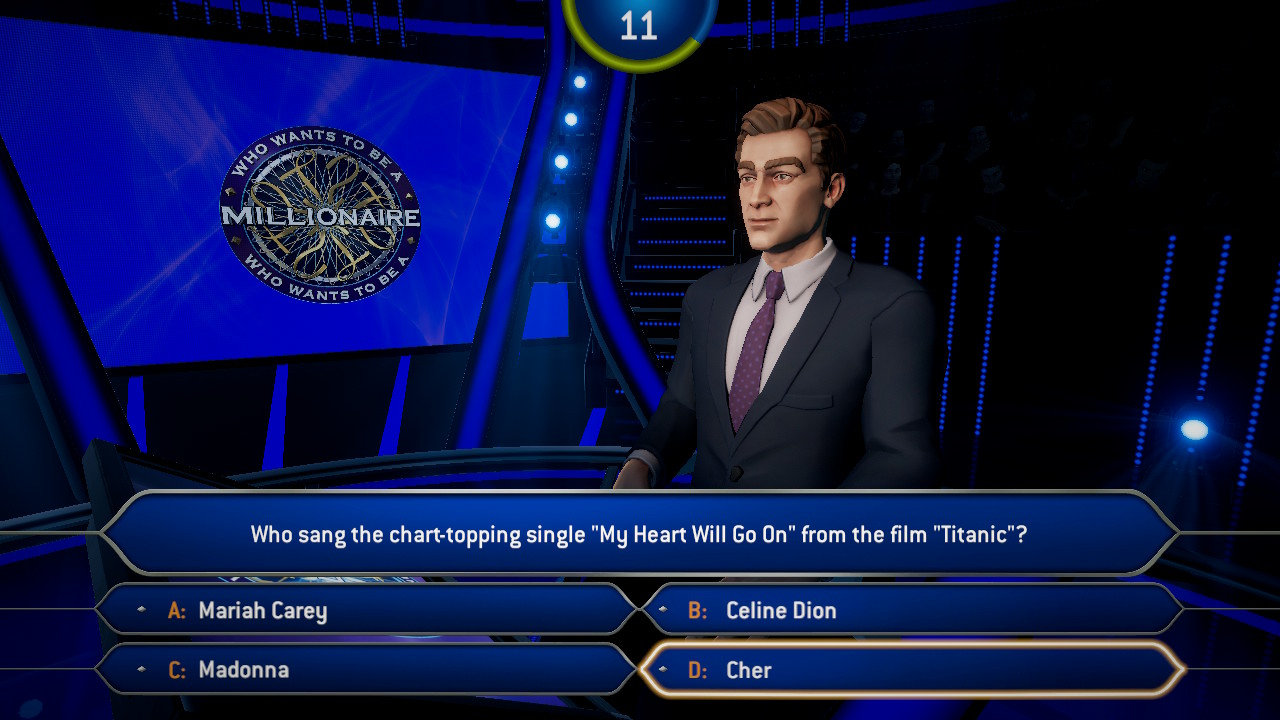 11
WHO WANTS TO BE A
MILLIONAIRE
WHO WANTS TO BE A
Who sang the chart-topping single "My Heart Will Go On" from the film "Titanic"?
A: Mariah Carey
B: Celine Dion
C: Madonna
D: Cher